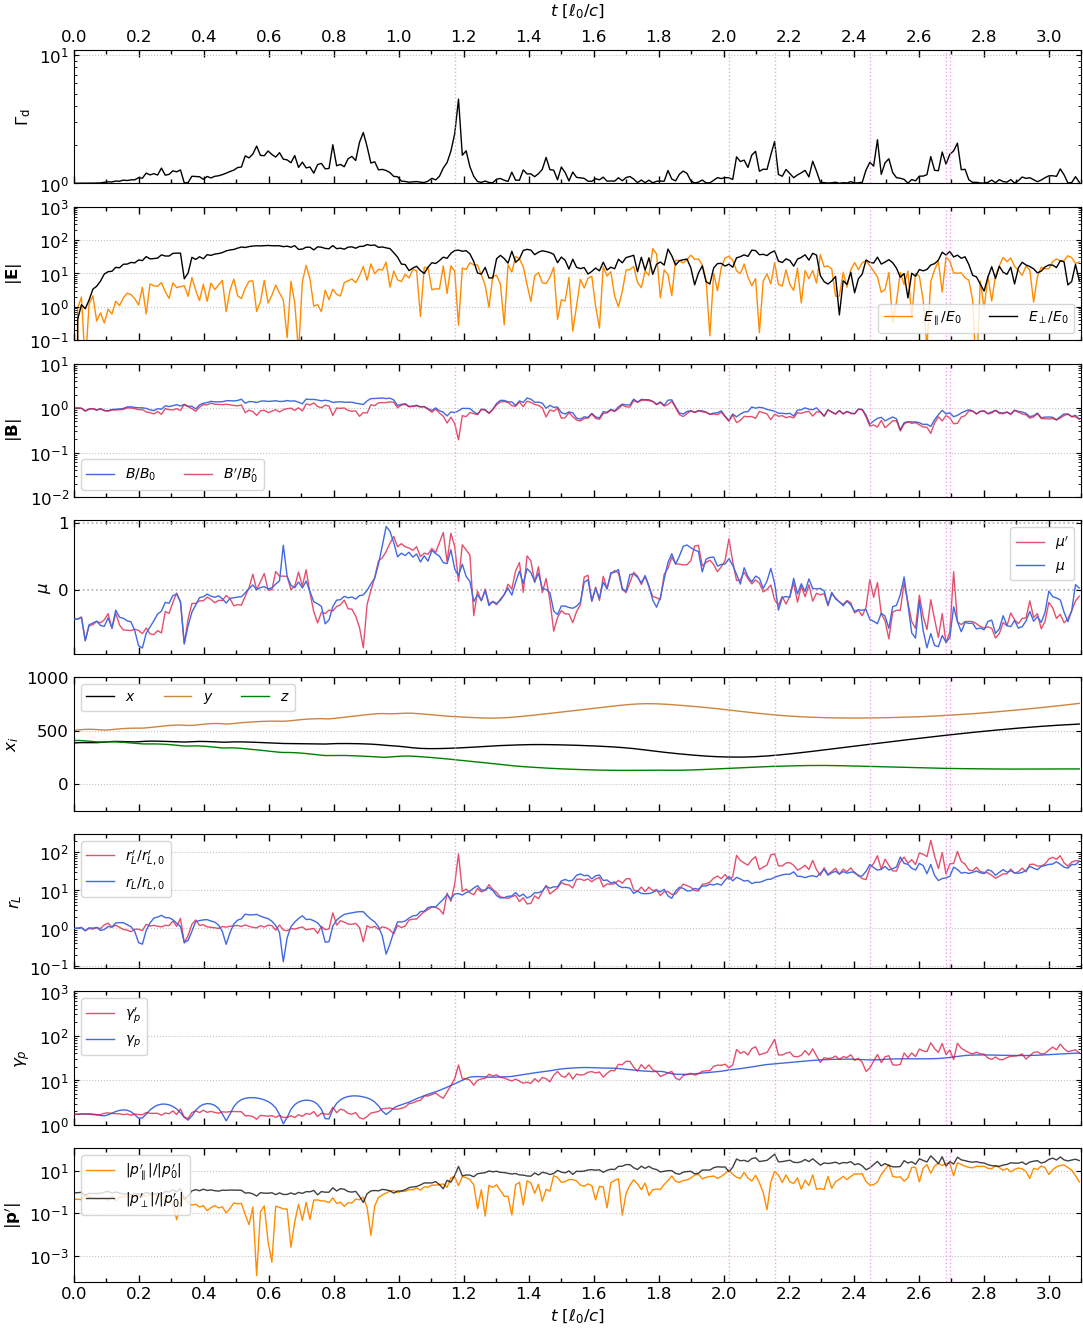 t [ℓ₀/c]
0.0 0.2 0.4 0.6 0.8 1.0 1.2 1.4 1.6 1.8 2.0 2.2 2.4 2.6 2.8 3.0
10¹
Γ_d
10⁰
10³
10²
|E|
10¹
10⁰
10⁻¹
E_∥/E₀ E_⊥/E₀
10¹
10⁰
|B|
10⁻¹
10⁻²
B/B₀ B′/B′₀
1
μ
0
μ′
μ
1000
x_i
500
0
x y z
10²
r_L
10¹
10⁰
10⁻¹
r′_L/r′_{L,0}
r_L/r_{L,0}
10³
10²
γ_p
10¹
10⁰
γ′_p
γ_p
10¹
|p′|
10⁻¹
10⁻³
|p′_∥|/|p′₀|
|p′_⊥|/|p′₀|
0.0 0.2 0.4 0.6 0.8 1.0 1.2 1.4 1.6 1.8 2.0 2.2 2.4 2.6 2.8 3.0
t [ℓ₀/c]